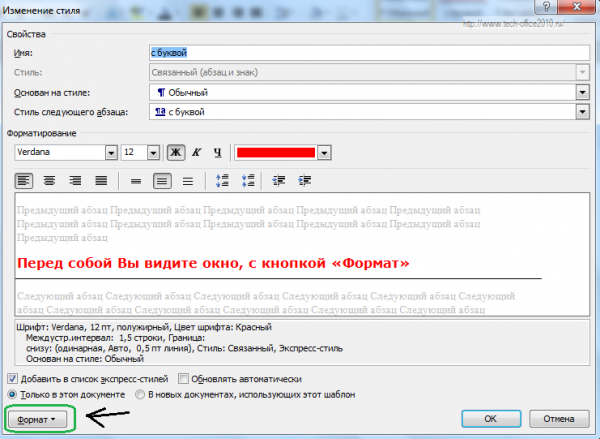 Изменение стиля
http://www.tech-office2010.ru/
Свойства
Имя: с буквой
Стиль: Связанный (абзац и знак)
Основан на стиле: ¶ Обычный
Стиль следующего абзаца: ¶a с буквой
Форматирование
Verdana 12 Ж К Ч
Предыдущий абзац Предыдущий абзац Предыдущий абзац Предыдущий абзац Предыдущий абзац
Предыдущий абзац Предыдущий абзац Предыдущий абзац Предыдущий абзац Предыдущий абзац
Предыдущий абзац
Перед собой Вы видите окно, с кнопкой «Формат»
Следующий абзац Следующий абзац Следующий абзац Следующий абзац Следующий абзац
Следующий абзац Следующий абзац Следующий абзац Следующий абзац Следующий
абзац Следующий абзац Следующий абзац Следующий абзац Следующий абзац
Шрифт: Verdana, 12 пт, полужирный, Цвет шрифта: Красный
Междустр.интервал: 1,5 строки, Граница:
снизу: (одинарная, Авто, 0,5 пт линия), Стиль: Связанный, Экспресс-стиль
Основан на стиле: Обычный
Добавить в список экспресс-стилей Обновлять автоматически
Только в этом документе В новых документах, использующих этот шаблон
Формат ОК Отмена